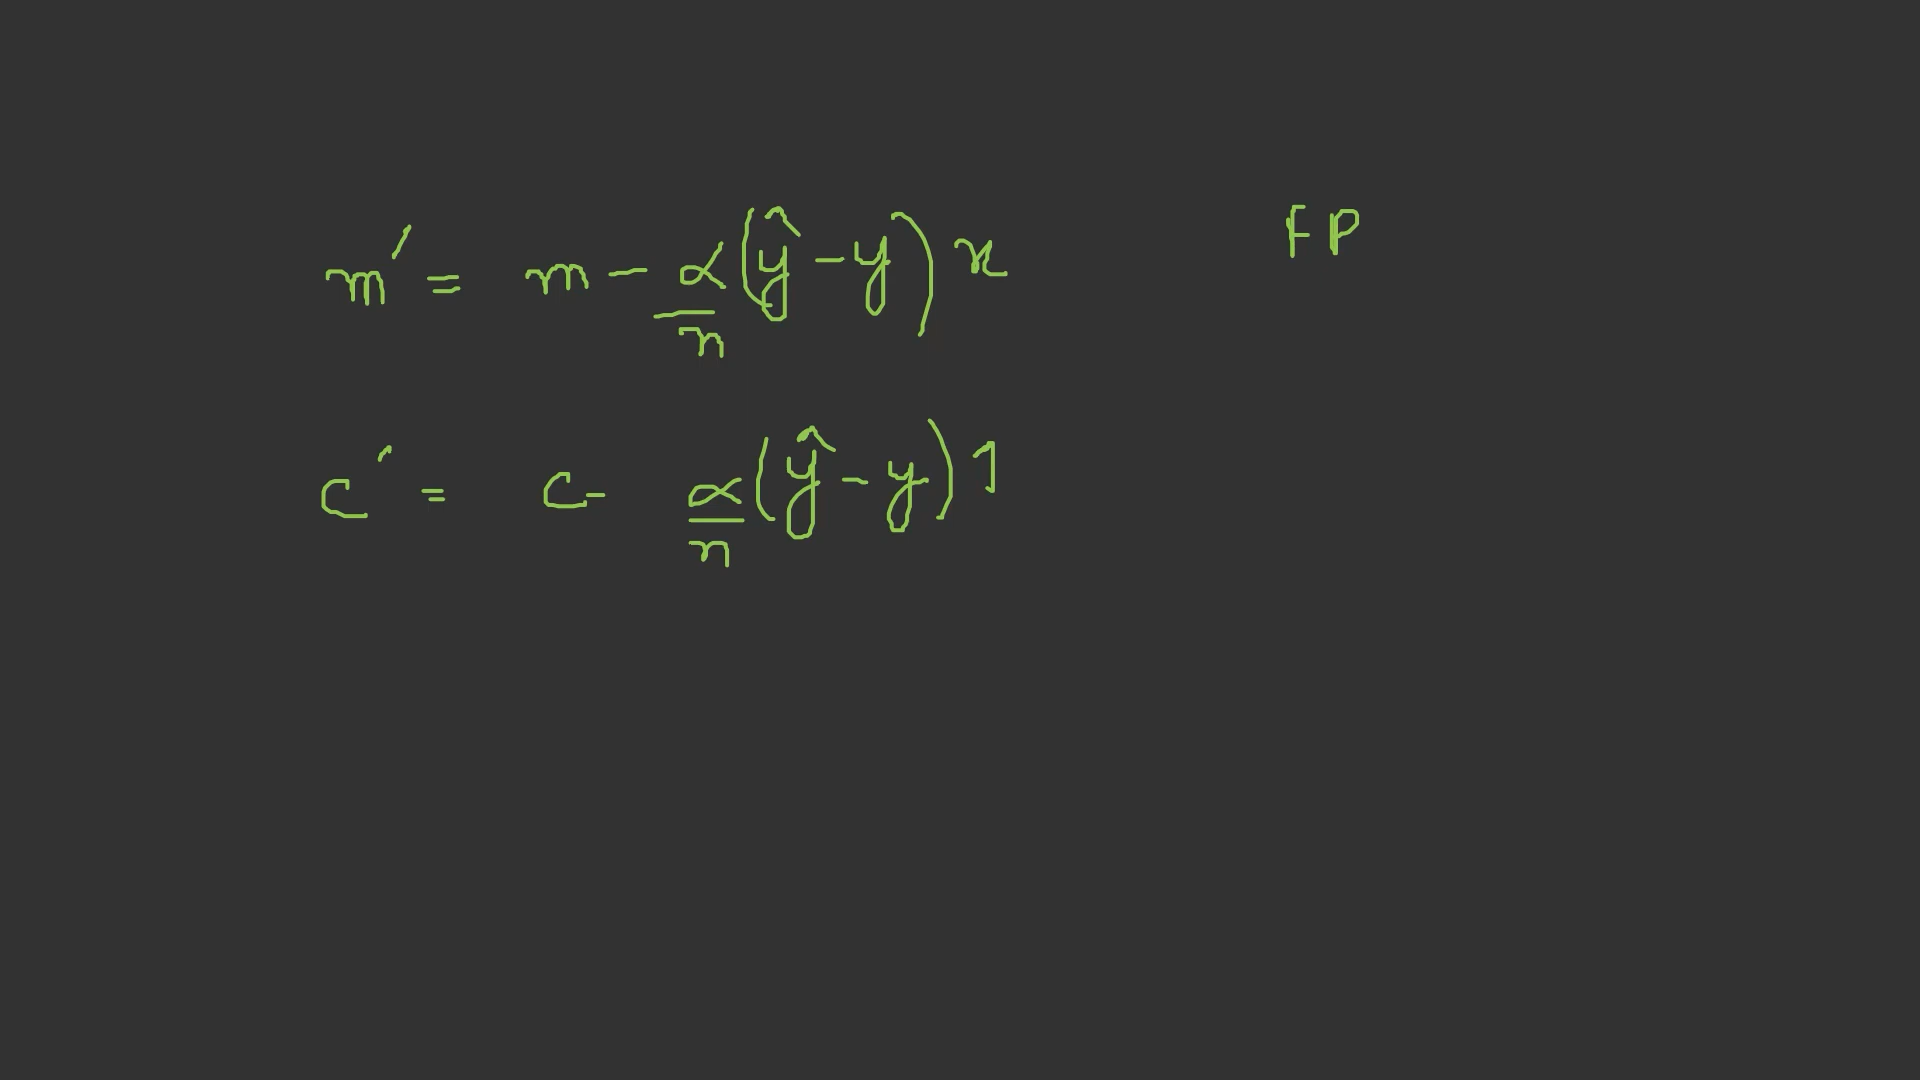 m' = m - α/n (ŷ - y) x
FP
c' = c - α/n (ŷ - y) 1